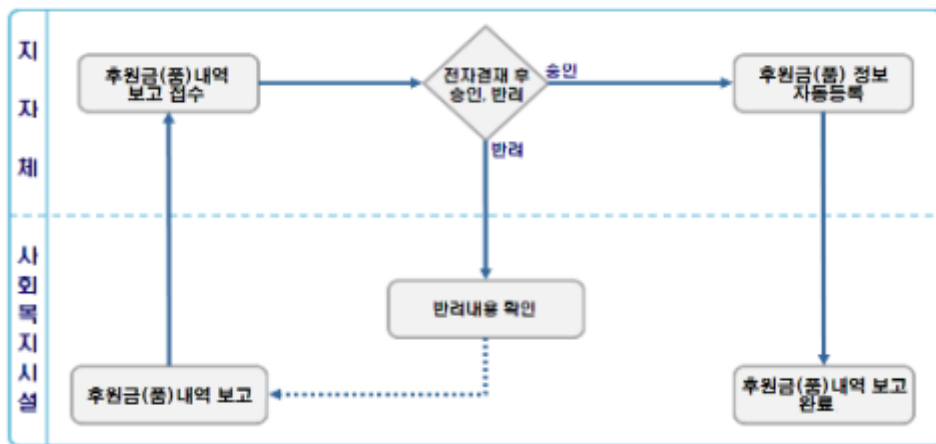 지자체
후원금(품)내역
보고 접수
전자결재 후
승인, 반려
승인
후원금(품) 정보
자동등록
반려
사회복지시설
반려내용 확인
후원금(품)내역 보고
후원금(품)내역 보고
완료